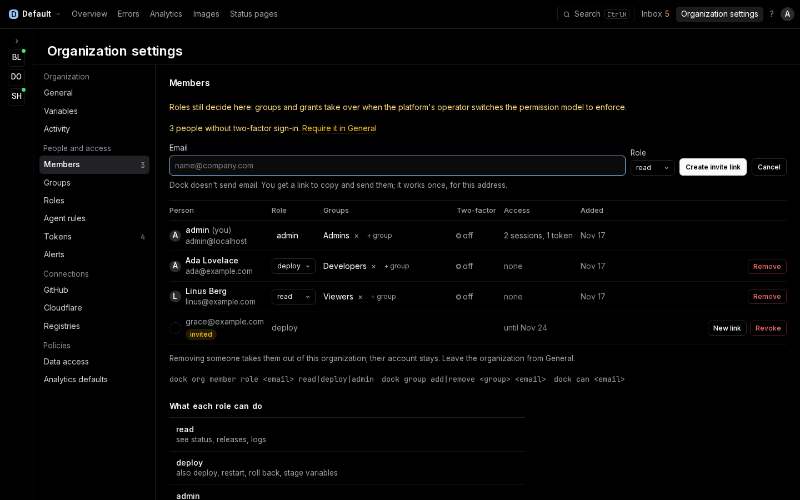 D Default Overview Errors Analytics Images Status pages Search Ctrl K Inbox 5 Organization settings ? A
BL
DO
SH
Organization settings
Organization
General
Variables
Activity
People and access
Members 3
Groups
Roles
Agent rules
Tokens 4
Alerts
Connections
GitHub
Cloudflare
Registries
Policies
Data access
Analytics defaults
Members
Roles still decide here: groups and grants take over when the platform's operator switches the permission model to enforce.
3 people without two-factor sign-in. Require it in General
Email
name@company.com
Role
read
Create invite link
Cancel
Dock doesn't send email. You get a link to copy and send them; it works once, for this address.
Person Role Groups Two-factor Access Added
A admin (you) admin Admins × + group off 2 sessions, 1 token Nov 17
admin@localhost
A Ada Lovelace deploy Developers × + group off none Nov 17 Remove
ada@example.com
L Linus Berg read Viewers × + group off none Nov 17 Remove
linus@example.com
grace@example.com deploy until Nov 24 New link Revoke
invited
Removing someone takes them out of this organization; their account stays. Leave the organization from General.
dock org member role <email> read|deploy|admin dock group add|remove <group> <email> dock can <email>
What each role can do
read
see status, releases, logs
deploy
also deploy, restart, roll back, stage variables
admin